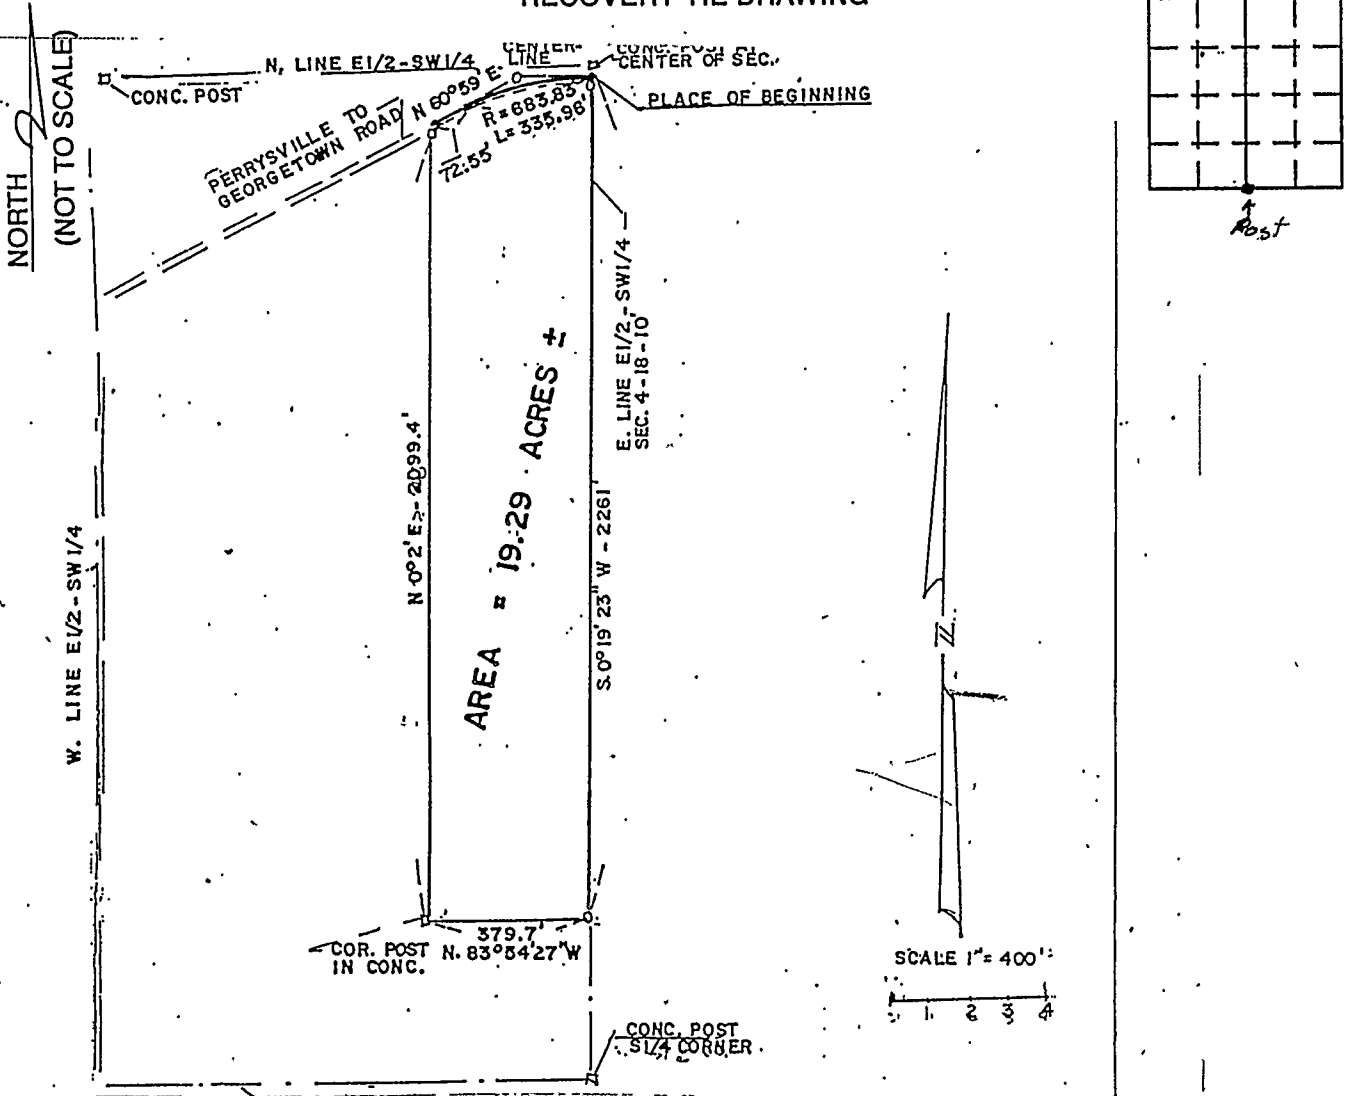 RECOVERY TIE DRAWING
NORTH
(NOT TO SCALE)
N. LINE E1/2-SW1/4
CENTER-
LINE
CONC. POST AT
CENTER OF SEC.
CONC. POST
PLACE OF BEGINNING
PERRYSVILLE TO
GEORGETOWN ROAD
N 60°59' E
72.55'
R=683.83'
L=335.96'
Post
E. LINE E1/2-SW1/4
SEC. 4-18-10
AREA = 19.29 ACRES ±
N 0°2' E - 2099.4'
S. 0°19' 23" W - 2261'
W. LINE E1/2-SW1/4
N
379.7'
N. 83°54'27" W
COR. POST
IN CONC.
SCALE 1"= 400'
1 2 3 4
CONC. POST
S1/4 CORNER